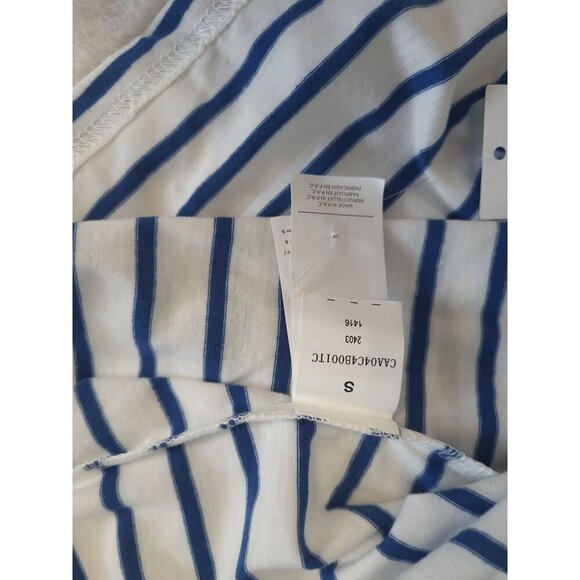 MADE IN P.R.C
HERGESTELLT IN P.R.C
FABRIQUÉ EN P.R.C
FABRICADO EN P.R.C
S
CAA04C4B001TC
2403
1416